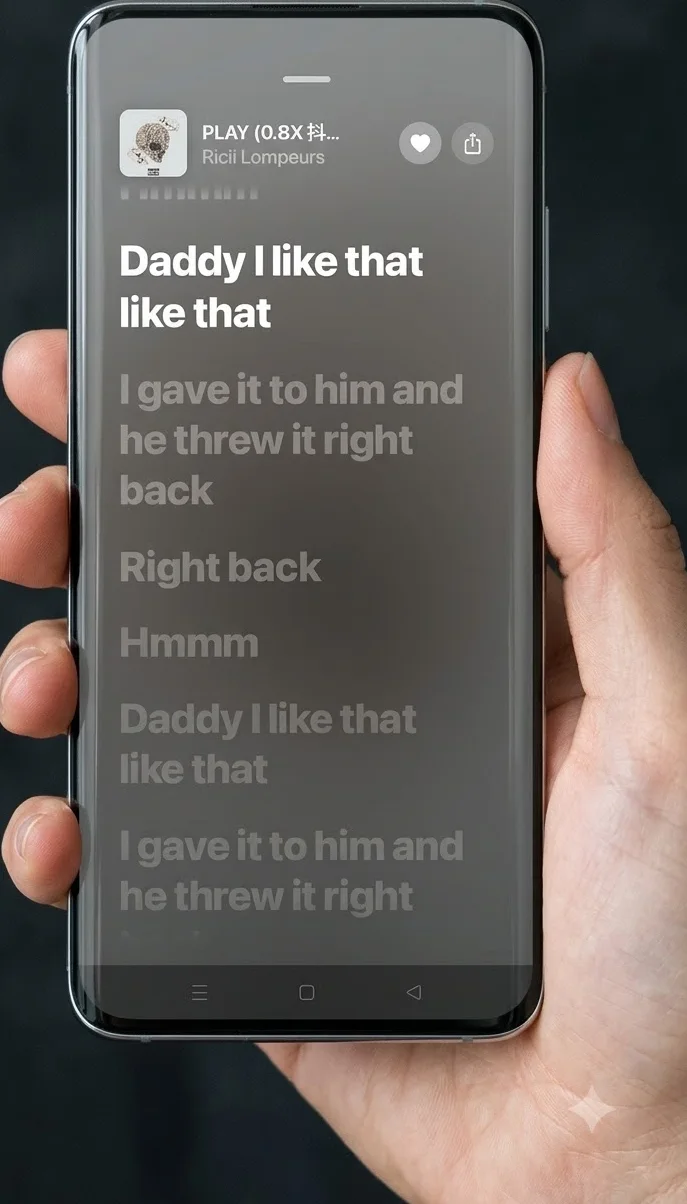 PLAY (0.8X 抖...
Ricii Lompeurs
Daddy I like that
like that
I gave it to him and
he threw it right
back
Right back
Hmmm
Daddy I like that
like that
I gave it to him and
he threw it right